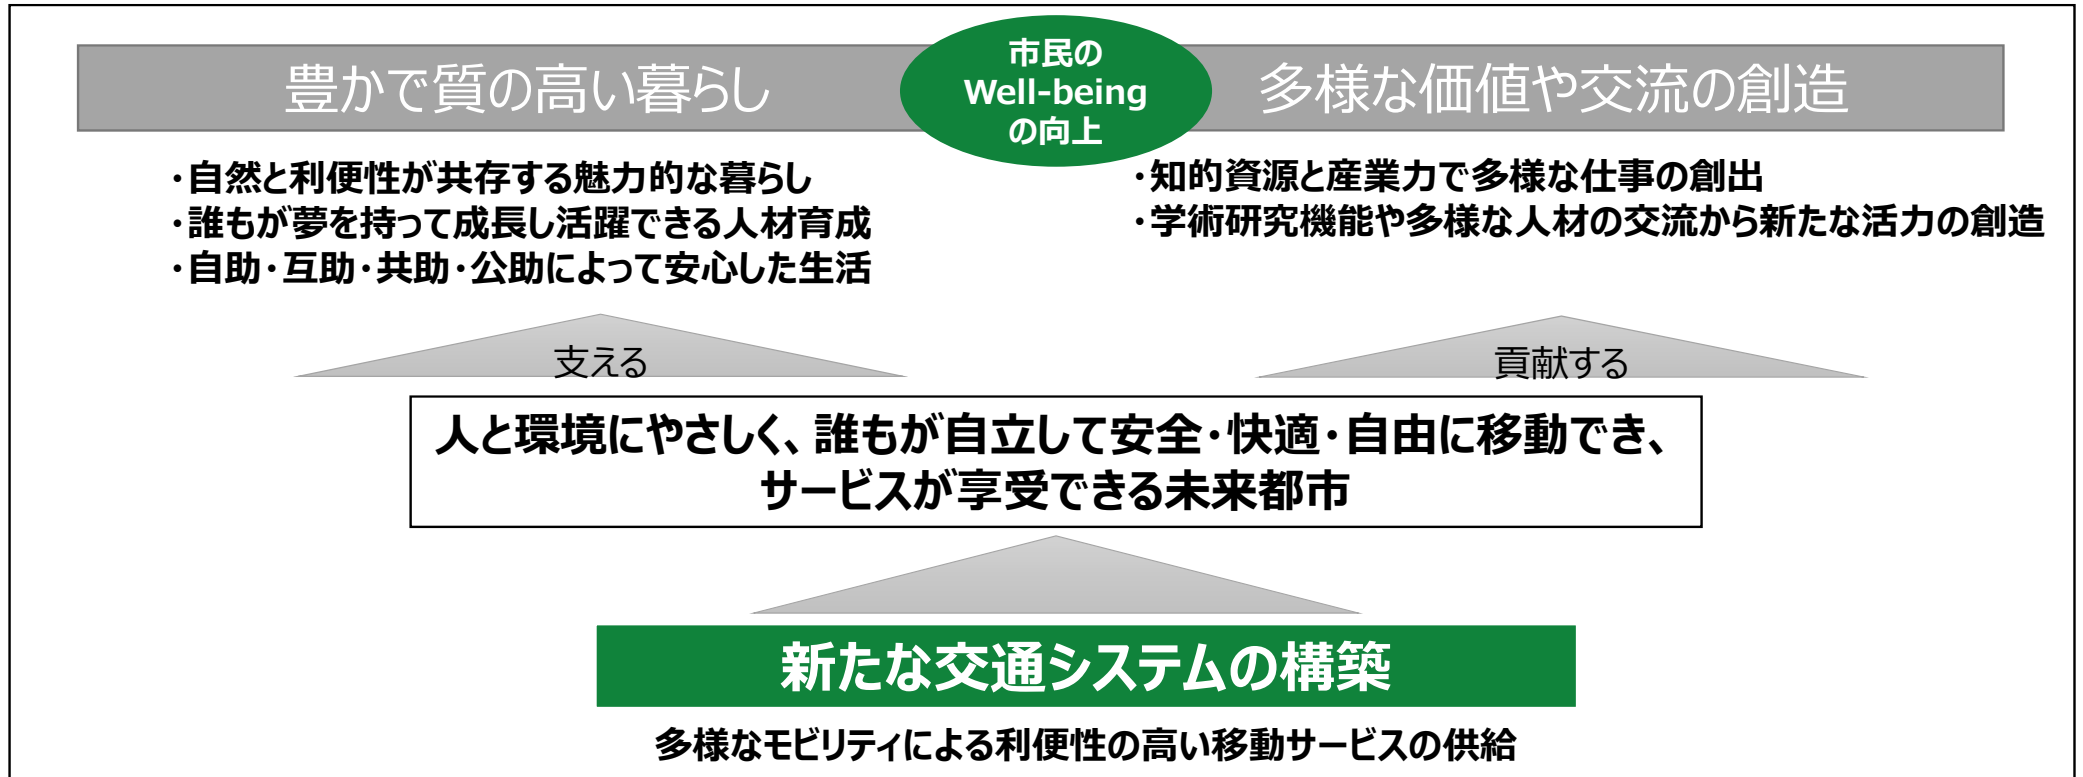 豊かで質の高い暮らし
市民の
Well-being
の向上
多様な価値や交流の創造
・自然と利便性が共存する魅力的な暮らし
・誰もが夢を持って成長し活躍できる人材育成
・自助・互助・共助・公助によって安心した生活
・知的資源と産業力で多様な仕事の創出
・学術研究機能や多様な人材の交流から新たな活力の創造
支える
貢献する
人と環境にやさしく、誰もが自立して安全・快適・自由に移動でき、
サービスが享受できる未来都市
新たな交通システムの構築
多様なモビリティによる利便性の高い移動サービスの供給